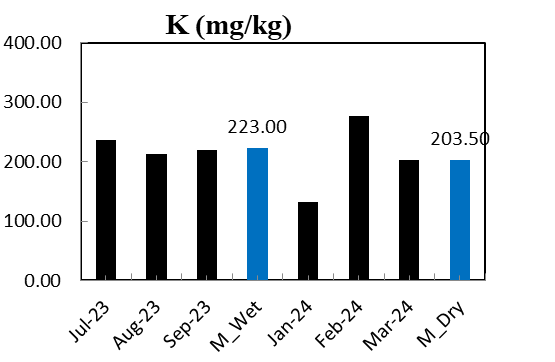 K (mg/kg)
400.00
300.00
200.00
100.00
0.00
223.00
203.50
Jul-23
Aug-23
Sep-23
M_Wet
Jan-24
Feb-24
Mar-24
M_Dry